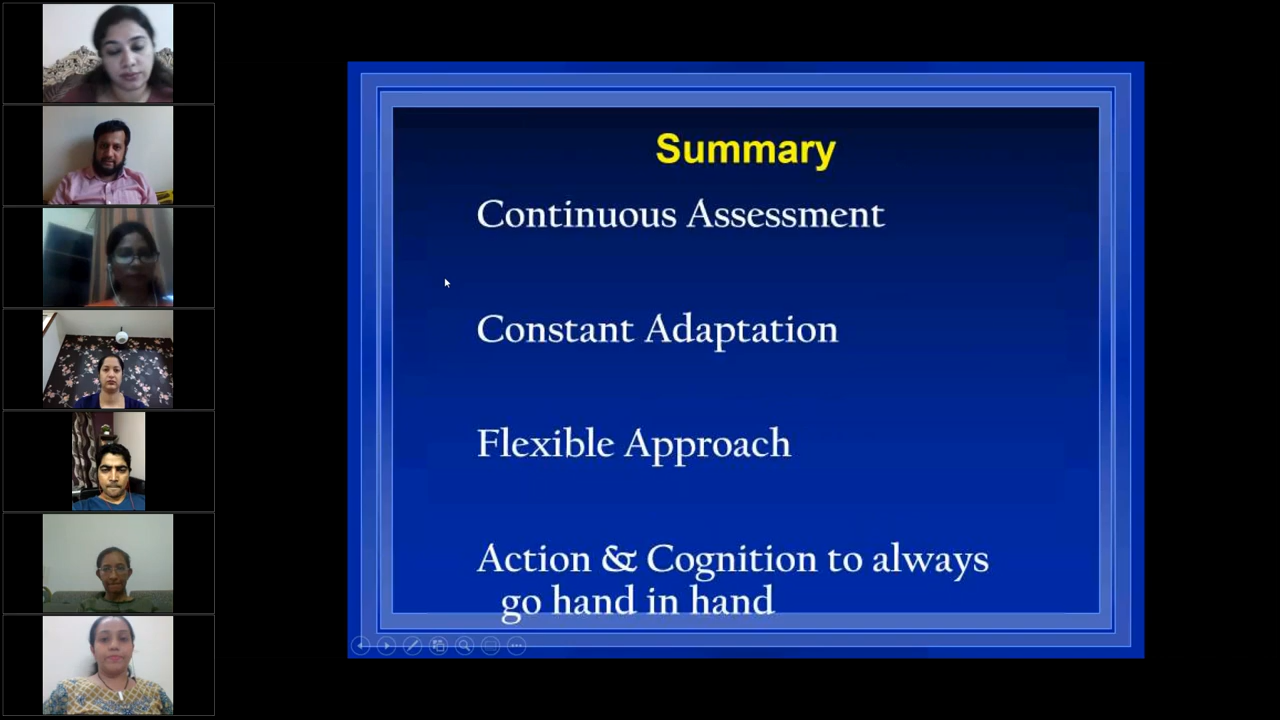 Summary
Continuous Assessment
Constant Adaptation
Flexible Approach
Action & Cognition to always
go hand in hand